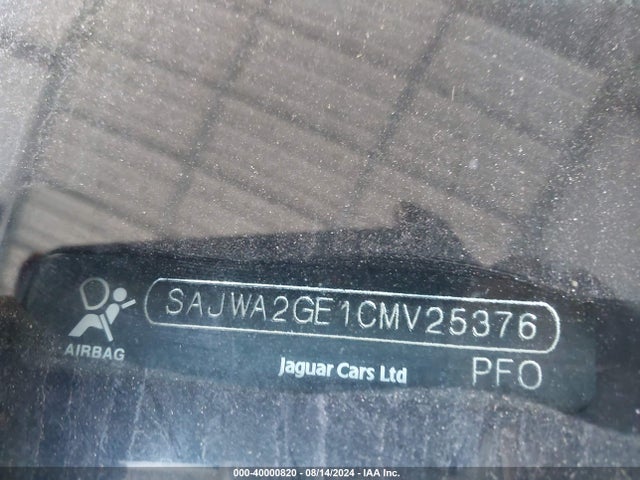 SAJWA2GE1CMV25376
AIRBAG
Jaguar Cars Ltd
PFO
000-40000820 - 08/14/2024 - IAA Inc.